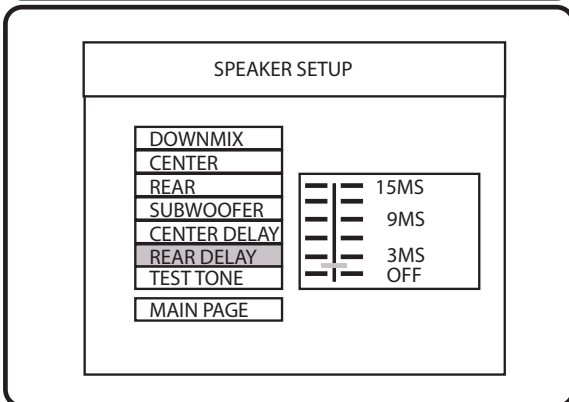 SPEAKER SETUP
DOWNMIX
CENTER
REAR
SUBWOOFER
CENTER DELAY
REAR DELAY
TEST TONE
MAIN PAGE
15MS
9MS
3MS
OFF